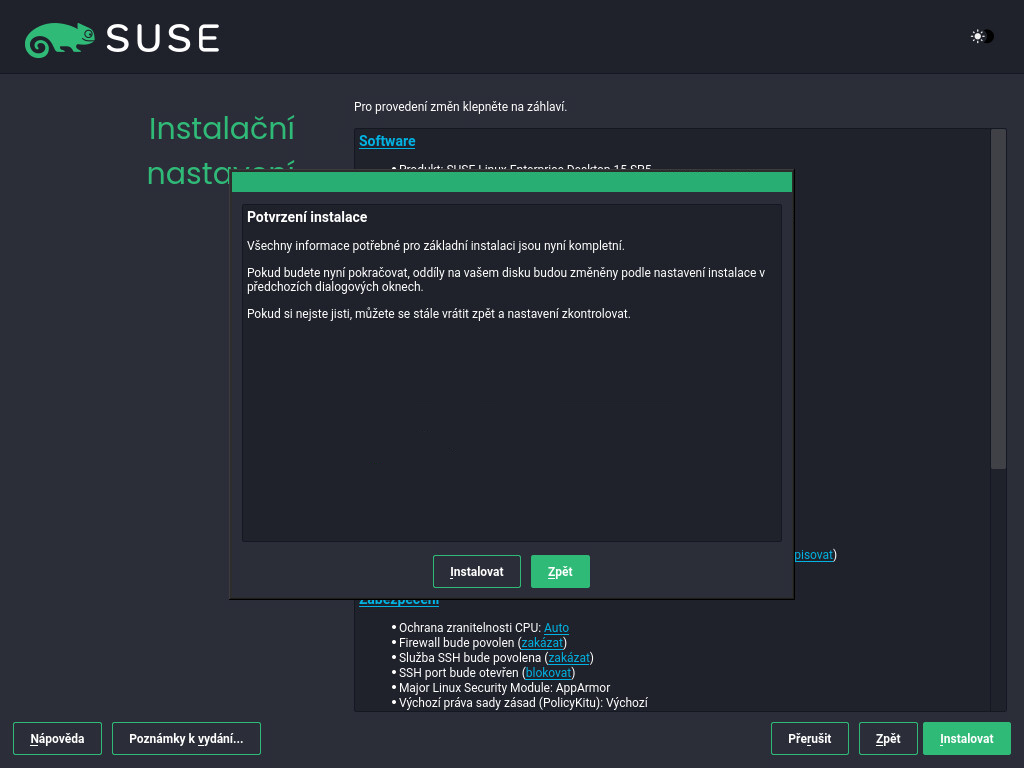 SUSE
Instalační
nastavení
Pro provedení změn klepněte na záhlaví.
Software
• Produkt: SUSE Linux Enterprise Desktop 15 SP5
Potvrzení instalace
Všechny informace potřebné pro základní instalaci jsou nyní kompletní.
Pokud budete nyní pokračovat, oddíly na vašem disku budou změněny podle nastavení instalace v
předchozích dialogových oknech.
Pokud si nejste jisti, můžete se stále vrátit zpět a nastavení zkontrolovat.
pisovat)
Instalovat
Zpět
Zabezpečení
• Ochrana zranitelnosti CPU: Auto
• Firewall bude povolen (zakázat)
• Služba SSH bude povolena (zakázat)
• SSH port bude otevřen (blokovat)
• Major Linux Security Module: AppArmor
• Výchozí práva sady zásad (PolicyKitu): Výchozí
Nápověda
Poznámky k vydání...
Přerušit
Zpět
Instalovat